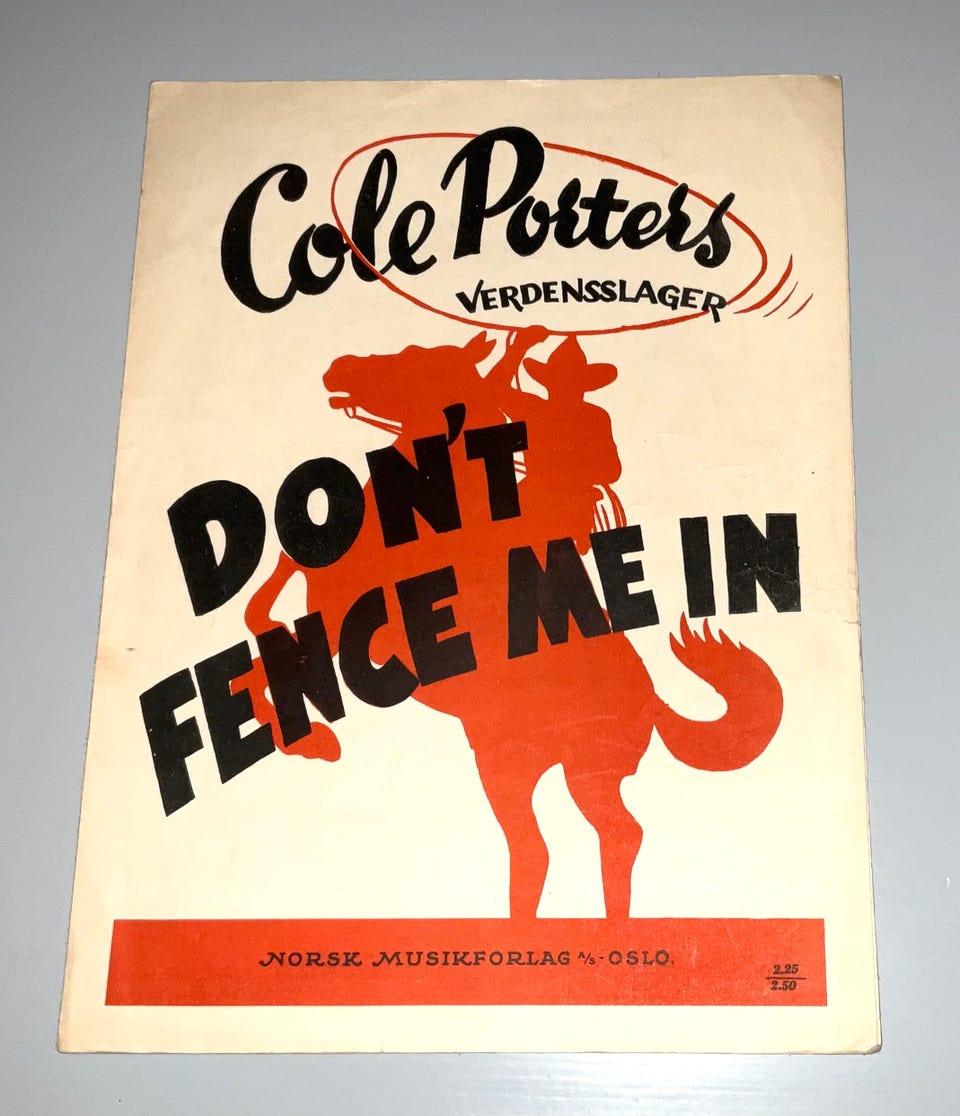 Cole Porters
VERDENSSLAGER
DON'T
FENCE ME IN
NORSK MUSIKFORLAG A/S - OSLO.
2.25
2.50